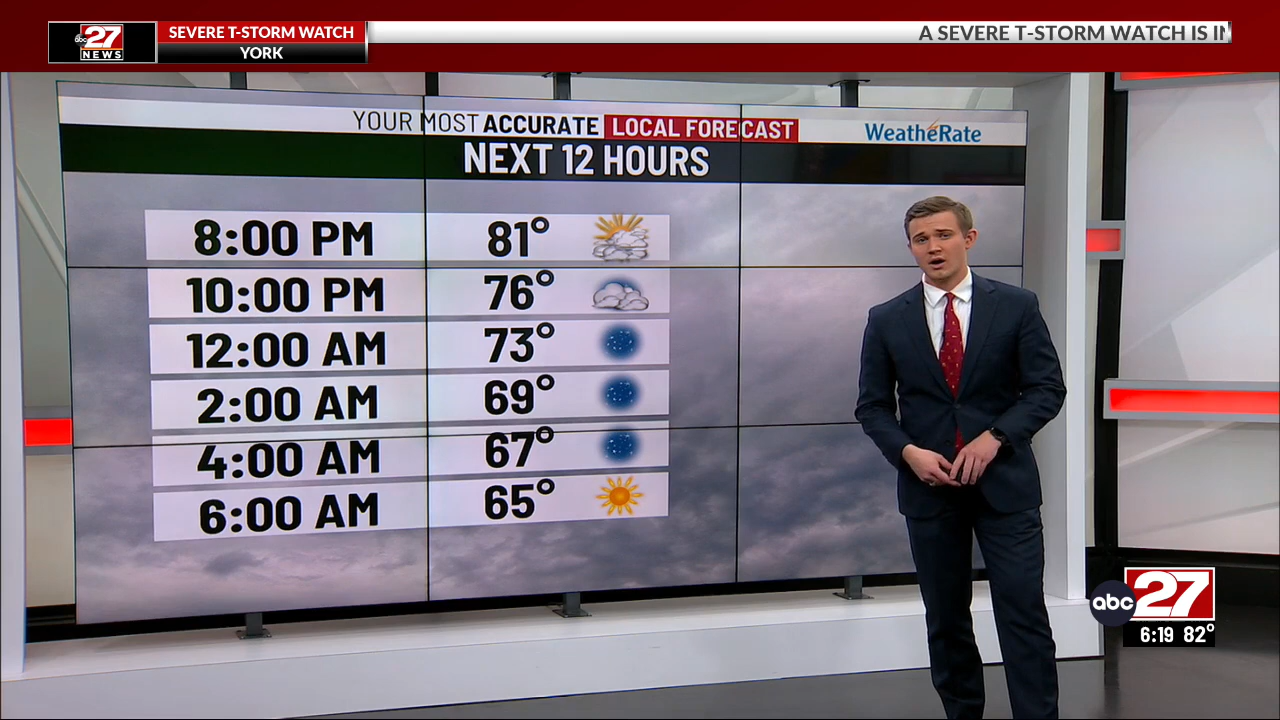 abc 27 NEWS
SEVERE T-STORM WATCH
YORK
A SEVERE T-STORM WATCH IS IN
YOUR MOST ACCURATE LOCAL FORECAST
WeatheRate
NEXT 12 HOURS
8:00 PM 81°
10:00 PM 76°
12:00 AM 73°
2:00 AM 69°
4:00 AM 67°
6:00 AM 65°
abc 27
6:19 82°